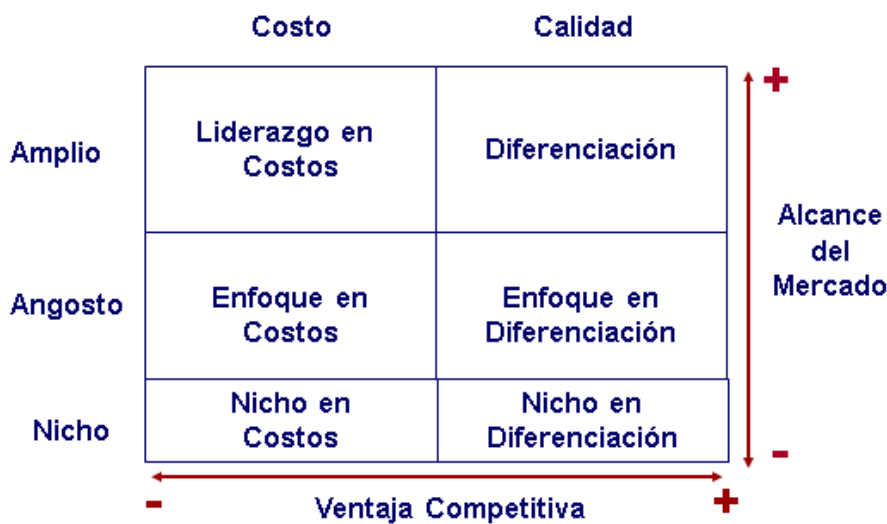 Costo Calidad
+
Amplio
Liderazgo en
Costos
Diferenciación
Alcance
del
Mercado
Angosto
Enfoque en
Costos
Enfoque en
Diferenciación
Nicho
Nicho en
Costos
Nicho en
Diferenciación
-
- Ventaja Competitiva +